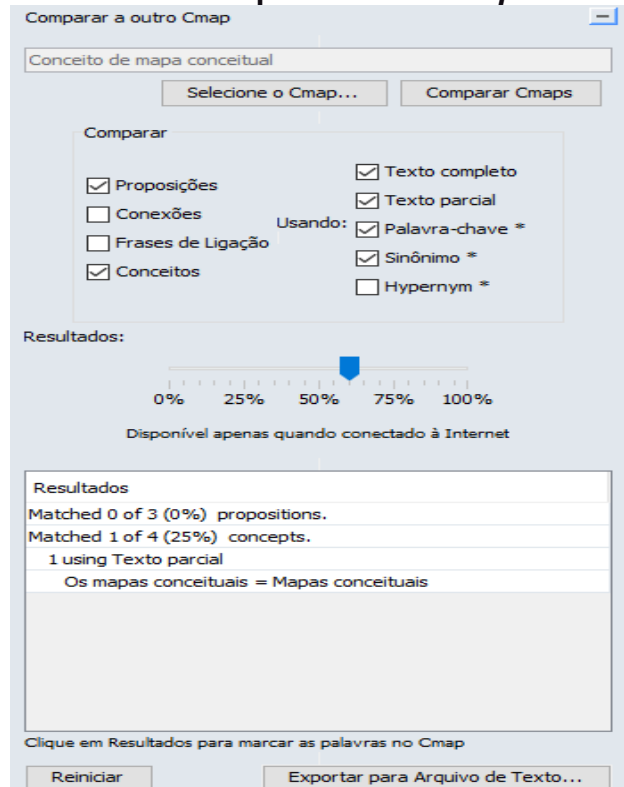 Comparar a outro Cmap
Conceito de mapa conceitual
Selecione o Cmap... Comparar Cmaps
Comparar
Proposições
Conexões
Frases de Ligação
Conceitos
Usando:
Texto completo
Texto parcial
Palavra-chave *
Sinônimo *
Hypernym *
Resultados:
0% 25% 50% 75% 100%
Disponível apenas quando conectado à Internet
Resultados
Matched 0 of 3 (0%) propositions.
Matched 1 of 4 (25%) concepts.
1 using Texto parcial
Os mapas conceituais = Mapas conceituais
Clique em Resultados para marcar as palavras no Cmap
Reiniciar Exportar para Arquivo de Texto...